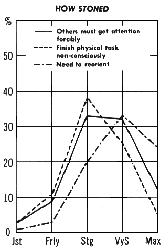 HOW STONED
%
Others must get attention
forcibly
Finish physical task
non-consciously
Need to reorient
50
40
30
20
10
0
Jst Frly Stg VyS Max